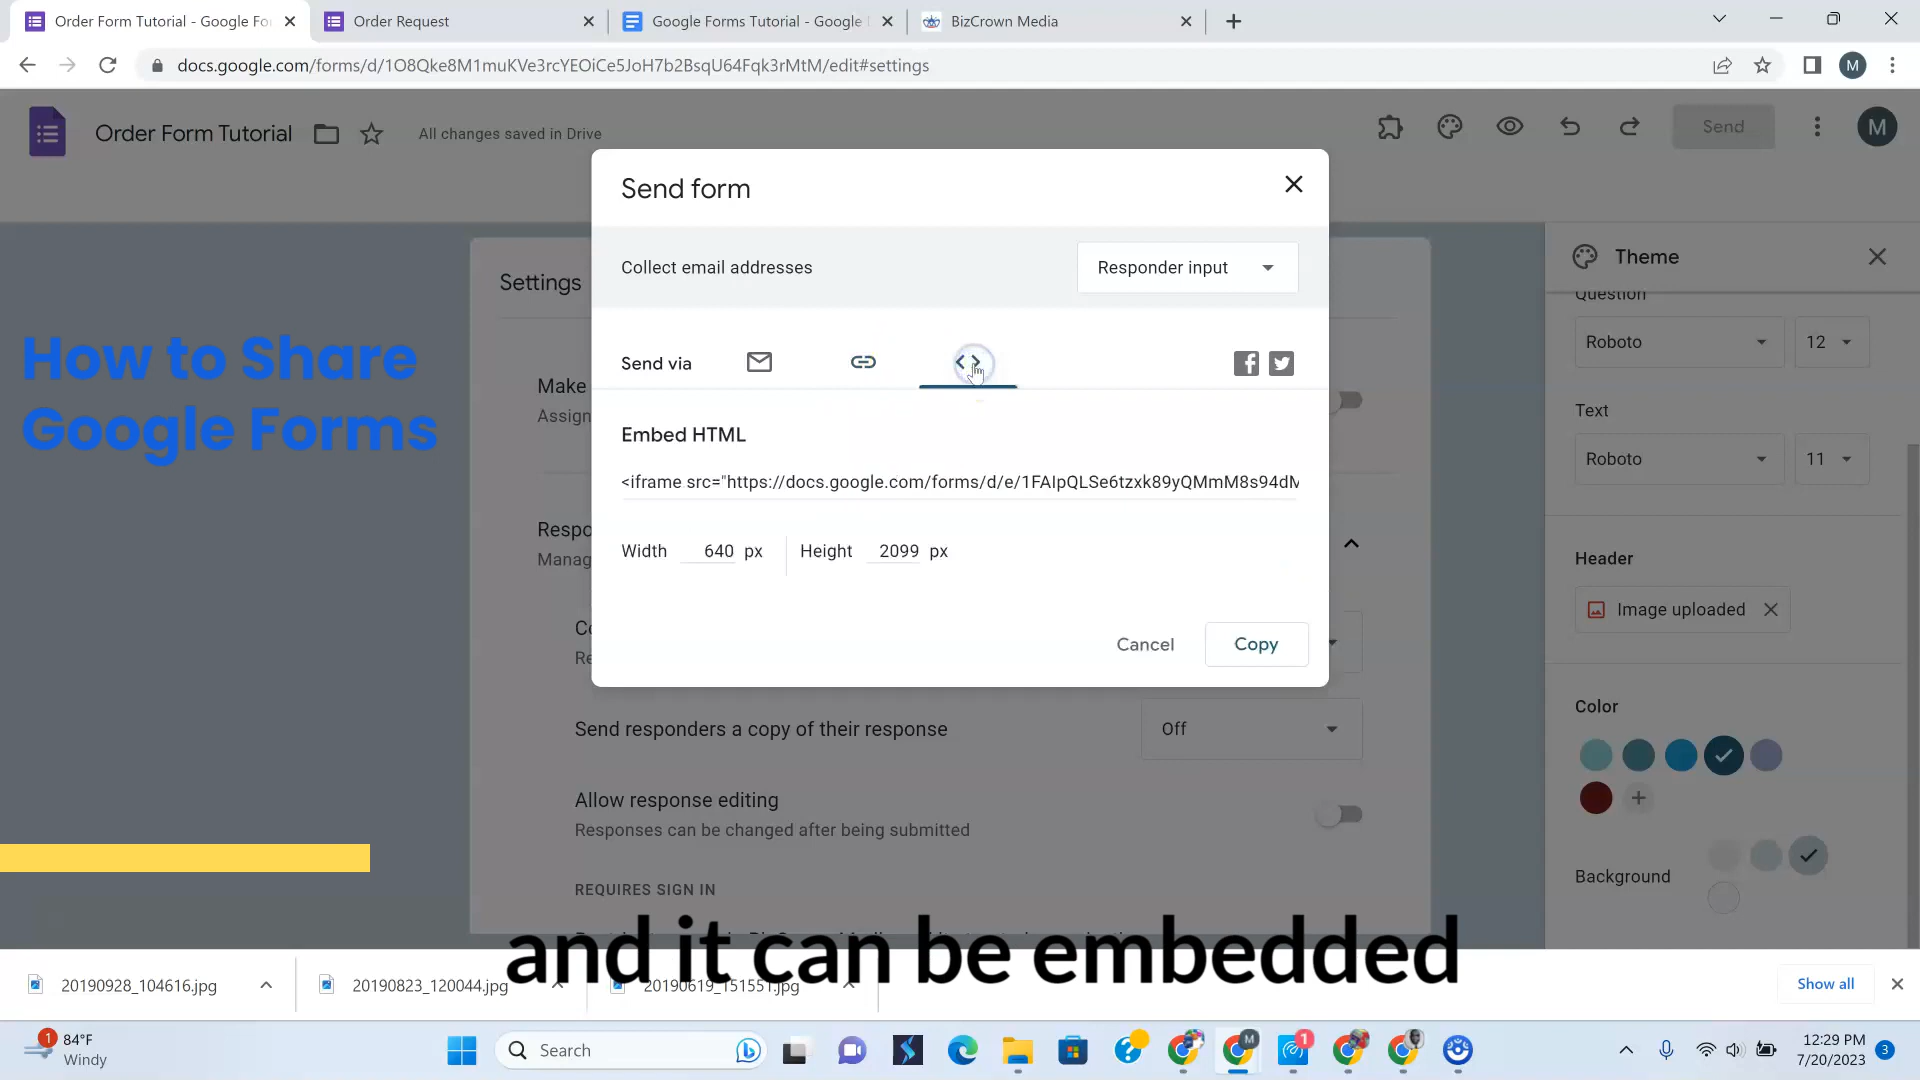 Order Form Tutorial - Google Fo
Order Request
Google Forms Tutorial - Google
BizCrown Media
docs.google.com/forms/d/1O8Qke8M1muKVe3rcYEOiCe5JoH7b2BsqU64Fqk3rMtM/edit#settings
M
Order Form Tutorial
All changes saved in Drive
Send
M
Send form
Collect email addresses
Responder input
Send via
Embed HTML
<iframe src="https://docs.google.com/forms/d/e/1FAIpQLSe6tzxk89yQMmM8s94dM
Width 640 px
Height 2099 px
Cancel
Copy
How to Share
Google Forms
Settings
Make
Assign
Respo
Manag
Send responders a copy of their response
Off
Allow response editing
Responses can be changed after being submitted
REQUIRES SIGN IN
Theme
Question
Roboto
12
Text
Roboto
11
Header
Image uploaded
Color
Background
and it can be embedded
20190928_104616.jpg
20190823_120044.jpg
20190619_151551.jpg
Show all
1
84°F
Windy
Search
M
1
12:29 PM
7/20/2023
3